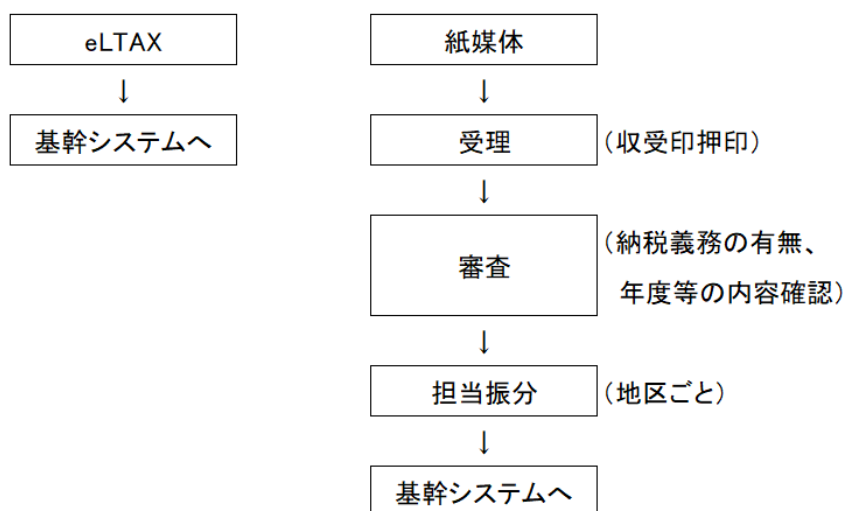 eLTAX
↓
基幹システムへ
紙媒体
↓
受理
(収受印押印)
↓
審査
(納税義務の有無、
年度等の内容確認)
↓
担当振分
(地区ごと)
↓
基幹システムへ